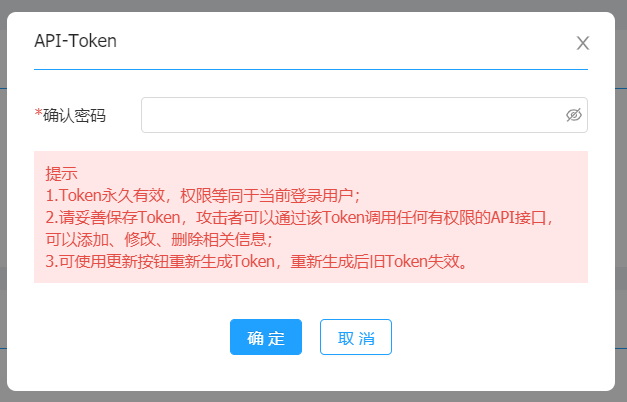 API-Token
*确认密码
提示
1.Token永久有效，权限等同于当前登录用户；
2.请妥善保存Token，攻击者可以通过该Token调用任何有权限的API接口，
可以添加、修改、删除相关信息；
3.可使用更新按钮重新生成Token，重新生成后旧Token失效。
确 定
取 消